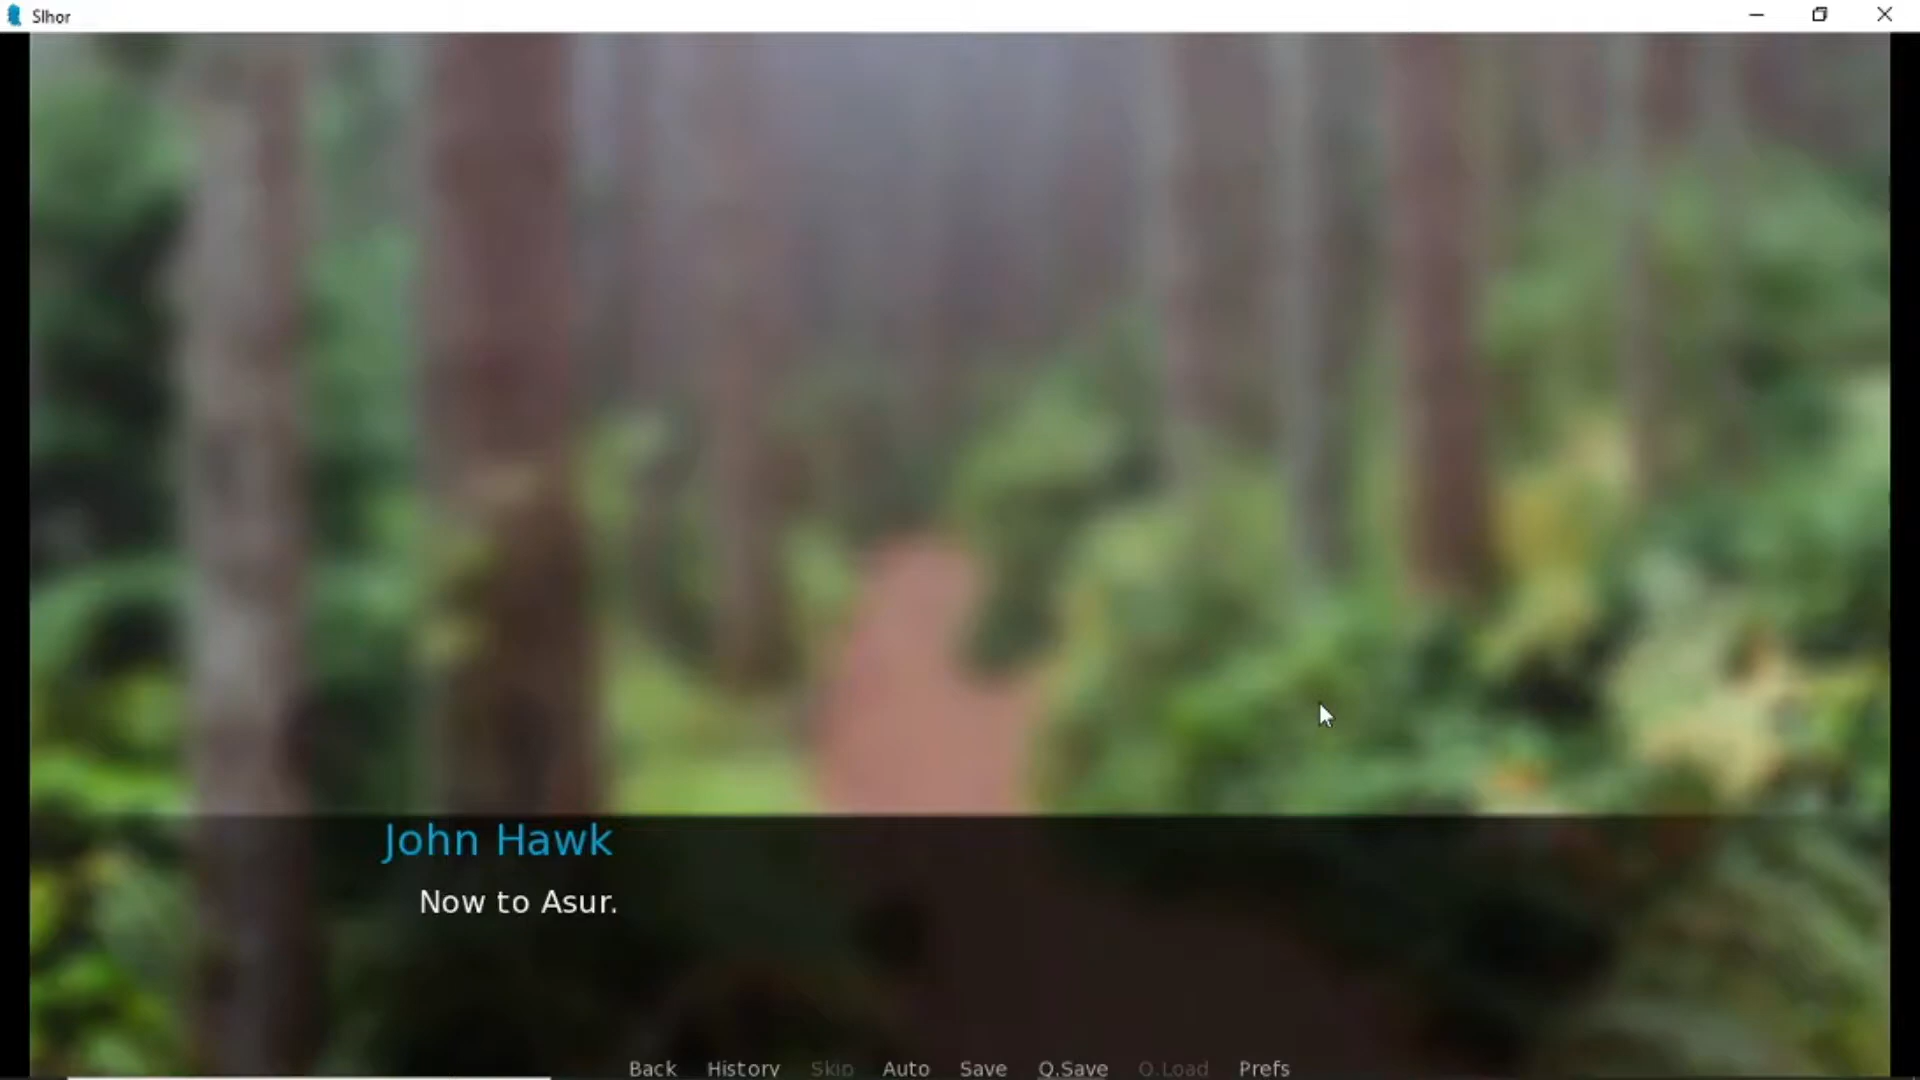 Slhor
John Hawk
Now to Asur.
Back History Skip Auto Save Q.Save Q.Load Prefs